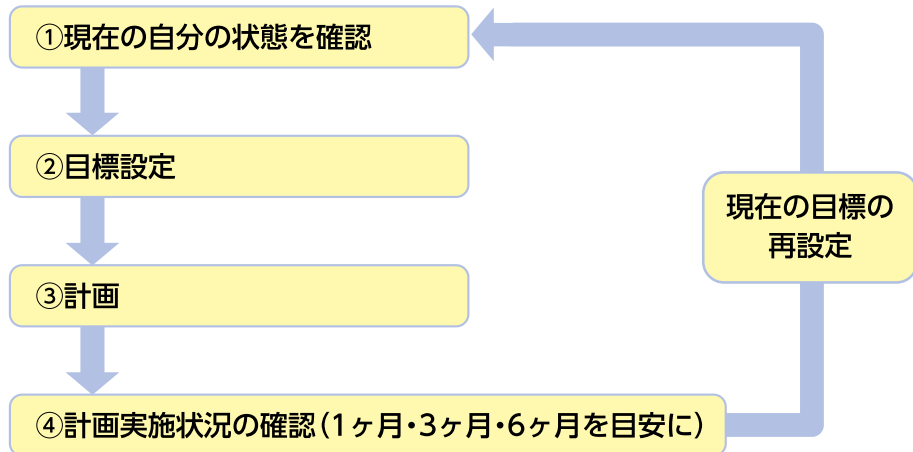 ①現在の自分の状態を確認
②目標設定
③計画
④計画実施状況の確認(1ヶ月・3ヶ月・6ヶ月を目安に)
現在の目標の
再設定